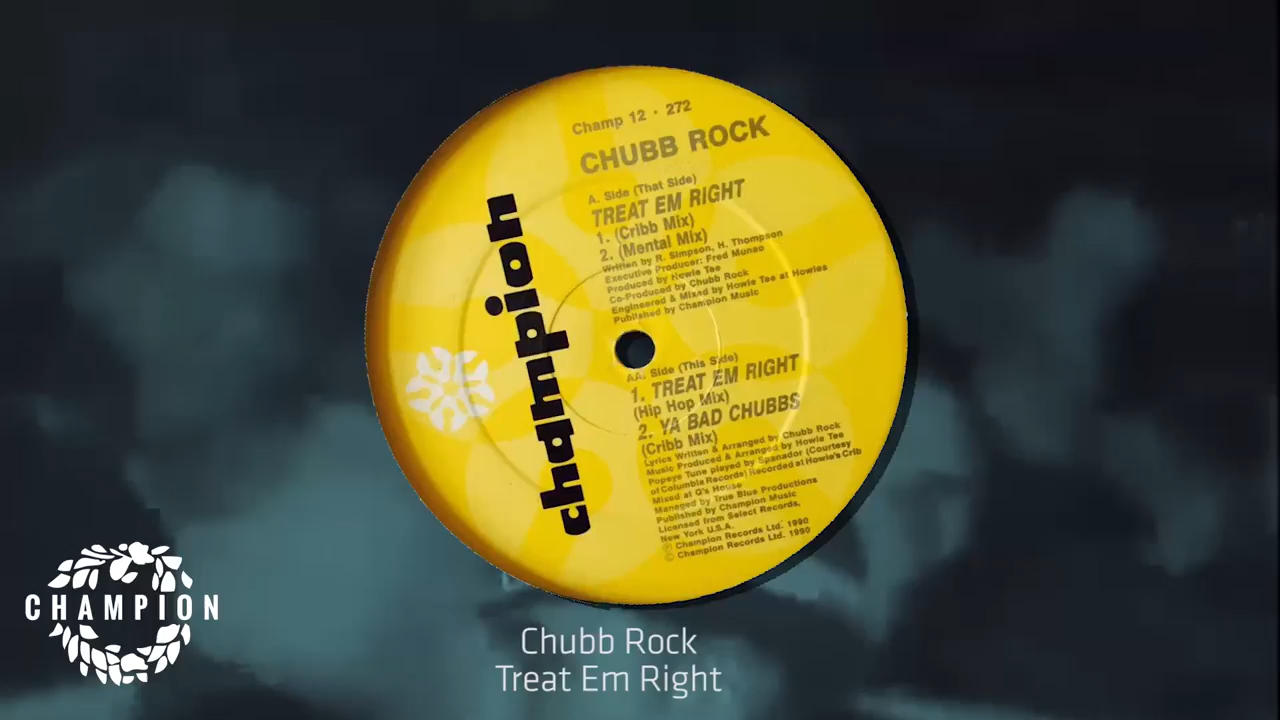 Champ 12 · 272
CHUBB ROCK
A. Side (That Side)
TREAT EM RIGHT
1. (Cribb Mix)
2. (Mental Mix)
Written by R. Simpson, H. Thompson
Executive Producer: Fred Munao
Produced by Howie Tee
Co-Produced by Chubb Rock
Engineered & Mixed by Howie Tee at Howies
Published by Champion Music
champion
AA. Side (This Side)
1. TREAT EM RIGHT
(Hip Hop Mix)
2. YA BAD CHUBBS
(Cribb Mix)
Lyrics Written & Arranged by Chubb Rock
Music Produced & Arranged by Howie Tee
Popeye Tune played by Spanador (Courtesy
of Columbia Records) Recorded at Howie's Crib
Mixed at Q's House
Managed by True Blue Productions
Published by Champion Music
Licensed from Select Records,
New York U.S.A.
Ⓟ Champion Records Ltd. 1990
© Champion Records Ltd. 1990
CHAMPION
Chubb Rock
Treat Em Right